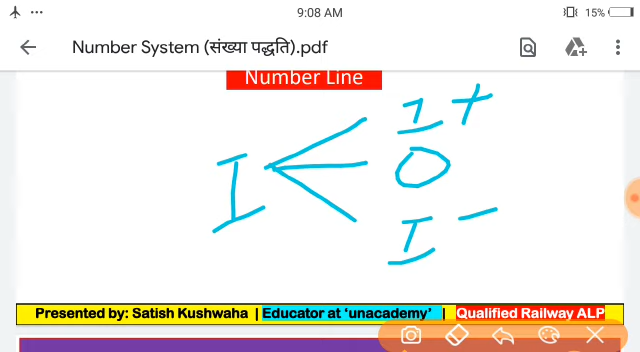 9:08 AM
15%
Number System (संख्या पद्धति).pdf
Number Line
I +
I
O
I -
Presented by: Satish Kushwaha | Educator at 'unacademy' | Qualified Railway ALP